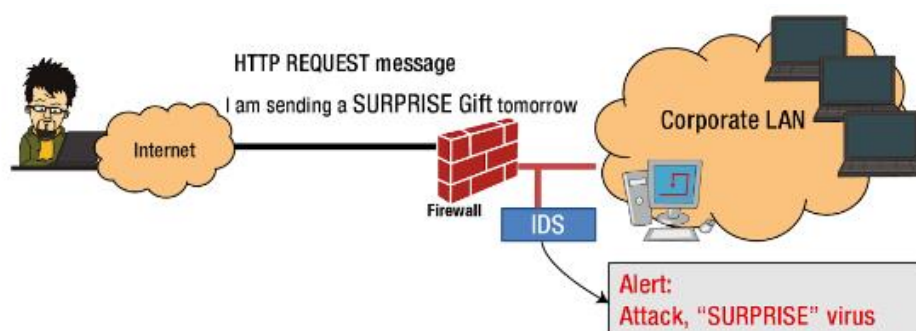 HTTP REQUEST message
I am sending a SURPRISE Gift tomorrow
Internet
Corporate LAN
Firewall
IDS
Alert:
Attack, “SURPRISE” virus